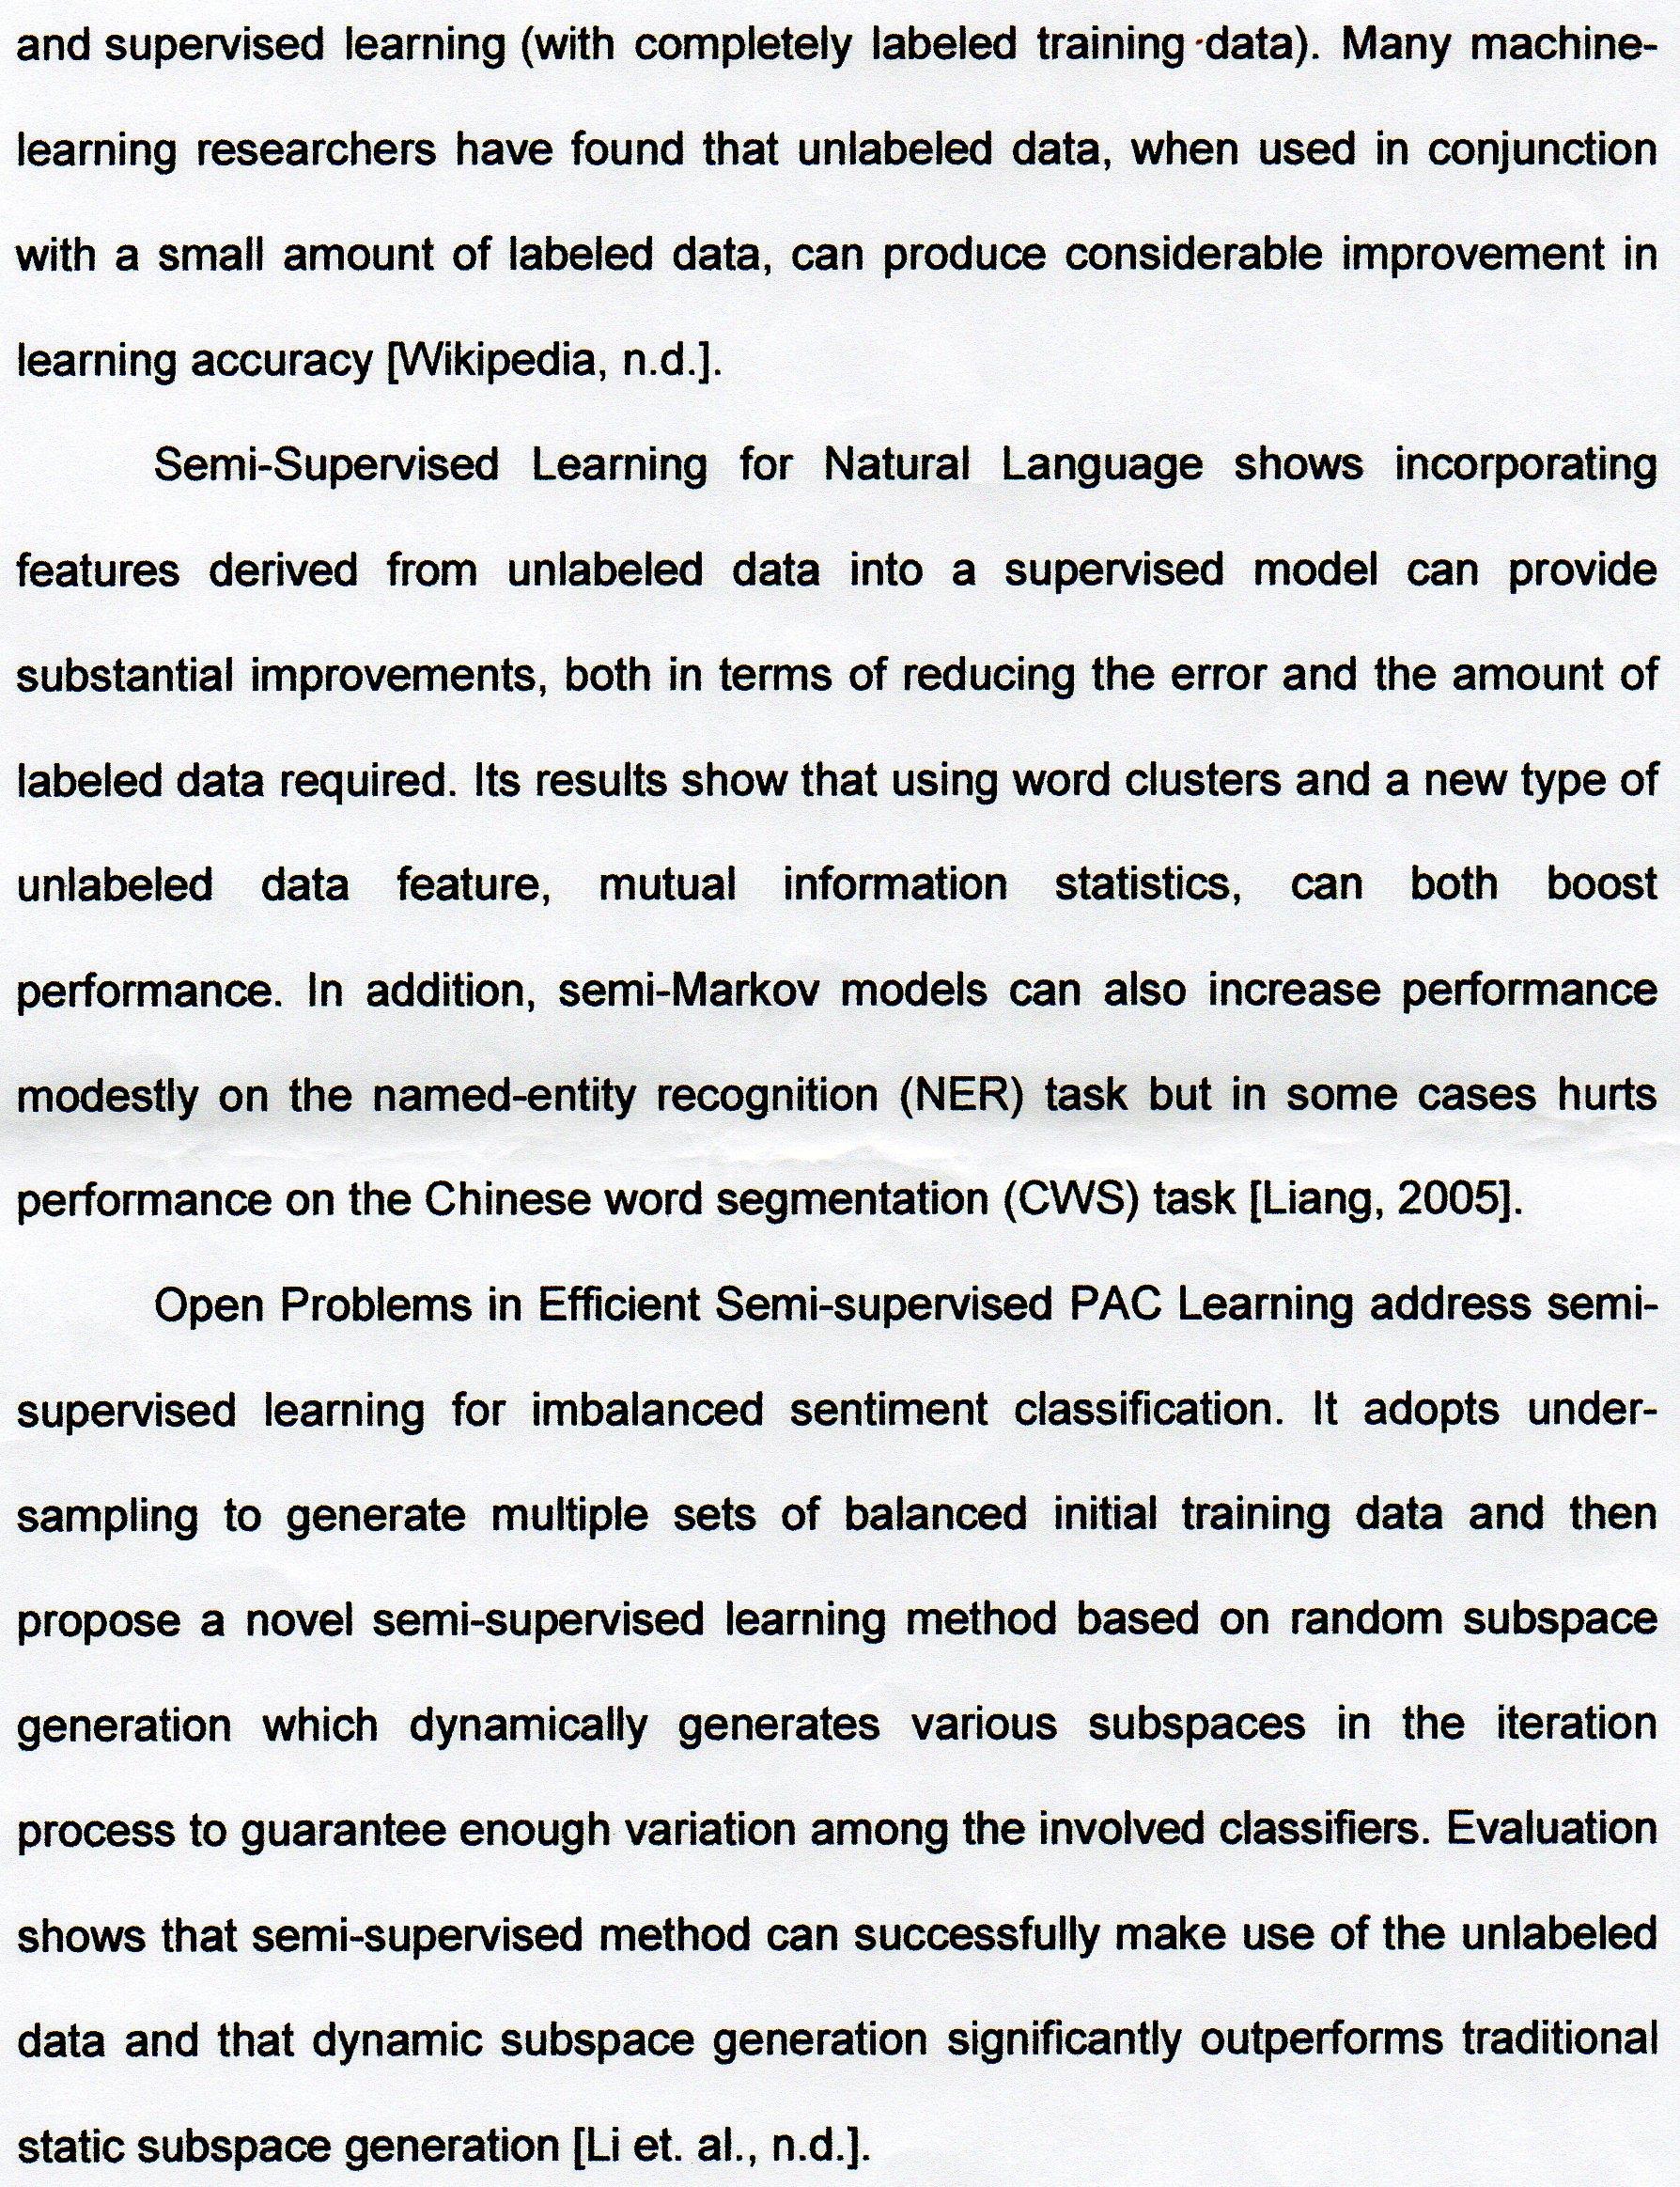 and supervised learning (with completely labeled training data). Many machine-
learning researchers have found that unlabeled data, when used in conjunction
with a small amount of labeled data, can produce considerable improvement in
learning accuracy [Wikipedia, n.d.].
Semi-Supervised Learning for Natural Language shows incorporating
features derived from unlabeled data into a supervised model can provide
substantial improvements, both in terms of reducing the error and the amount of
labeled data required. Its results show that using word clusters and a new type of
unlabeled data feature, mutual information statistics, can both boost
performance. In addition, semi-Markov models can also increase performance
modestly on the named-entity recognition (NER) task but in some cases hurts
performance on the Chinese word segmentation (CWS) task [Liang, 2005].
Open Problems in Efficient Semi-supervised PAC Learning address semi-
supervised learning for imbalanced sentiment classification. It adopts under-
sampling to generate multiple sets of balanced initial training data and then
propose a novel semi-supervised learning method based on random subspace
generation which dynamically generates various subspaces in the iteration
process to guarantee enough variation among the involved classifiers. Evaluation
shows that semi-supervised method can successfully make use of the unlabeled
data and that dynamic subspace generation significantly outperforms traditional
static subspace generation [Li et. al., n.d.].